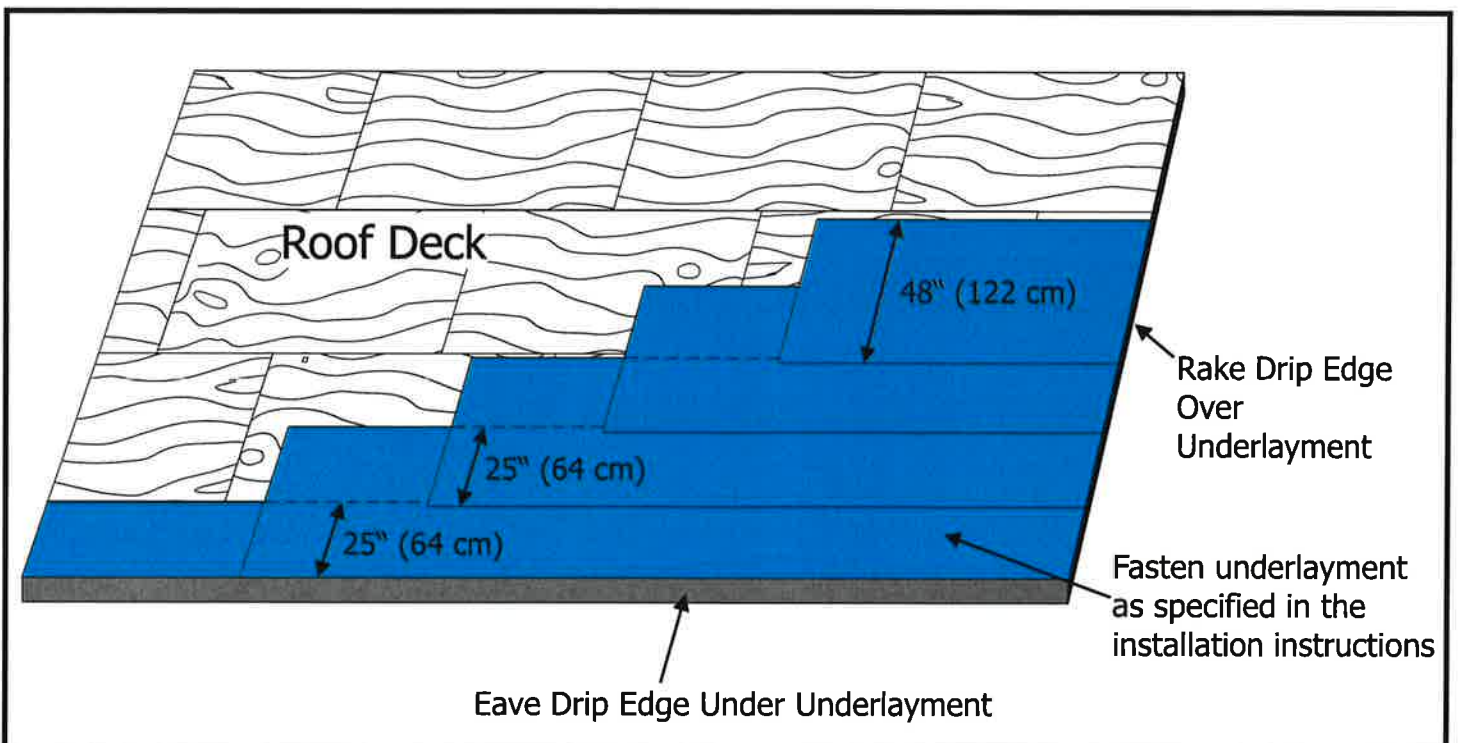 Roof Deck
48“ (122 cm)
25“ (64 cm)
25“ (64 cm)
Rake Drip Edge
Over
Underlayment
Fasten underlayment
as specified in the
installation instructions
Eave Drip Edge Under Underlayment